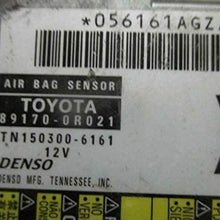 *056161AGZ
AIR BAG SENSOR
TOYOTA
89170-0R021
TN150300-6161
12V
DENSO
DENSO MFG. TENNESSEE, INC.